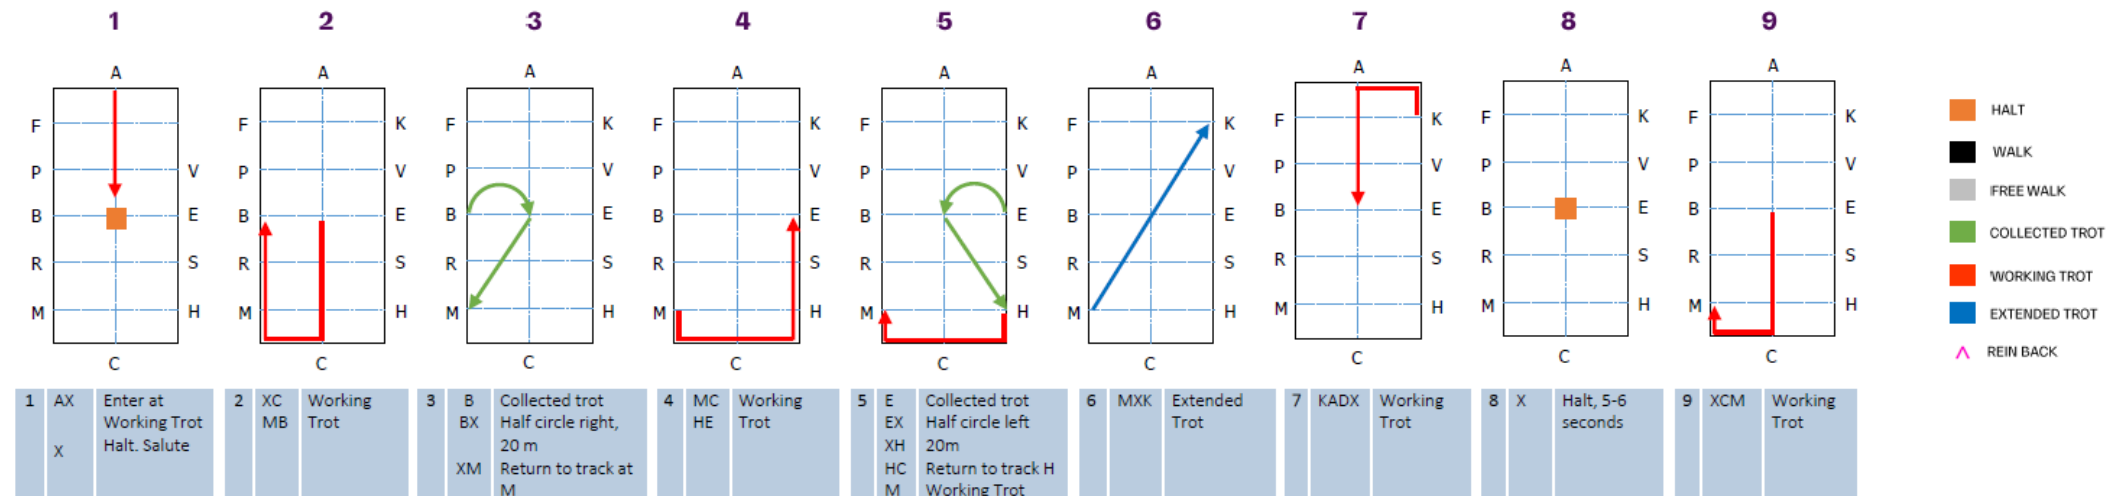 1 2 3 4 5 6 7 8 9
A A A A A A A A A
F
P V
B E
R S
M H
C
F K
P V
B E
R S
M H
C
F K
P V
B E
R S
M H
C
F K
P V
B E
R S
M H
C
F K
P V
B E
R S
M H
C
F K
P V
B E
R S
M H
C
F K
P V
B E
R S
M H
C
F K
P V
B E
R S
M H
C
F K
P V
B E
R S
M H
C
HALT
WALK
FREE WALK
COLLECTED TROT
WORKING TROT
EXTENDED TROT
REIN BACK
1 AX Enter at
Working Trot
X Halt. Salute
2 XC Working
MB Trot
3 B Collected trot
BX Half circle right,
20 m
XM Return to track at
M
4 MC Working
HE Trot
5 E Collected trot
EX Half circle left
XH 20m
HC Return to track H
M Working Trot
6 MXK Extended
Trot
7 KADX Working
Trot
8 X Halt, 5-6
seconds
9 XCM Working
Trot